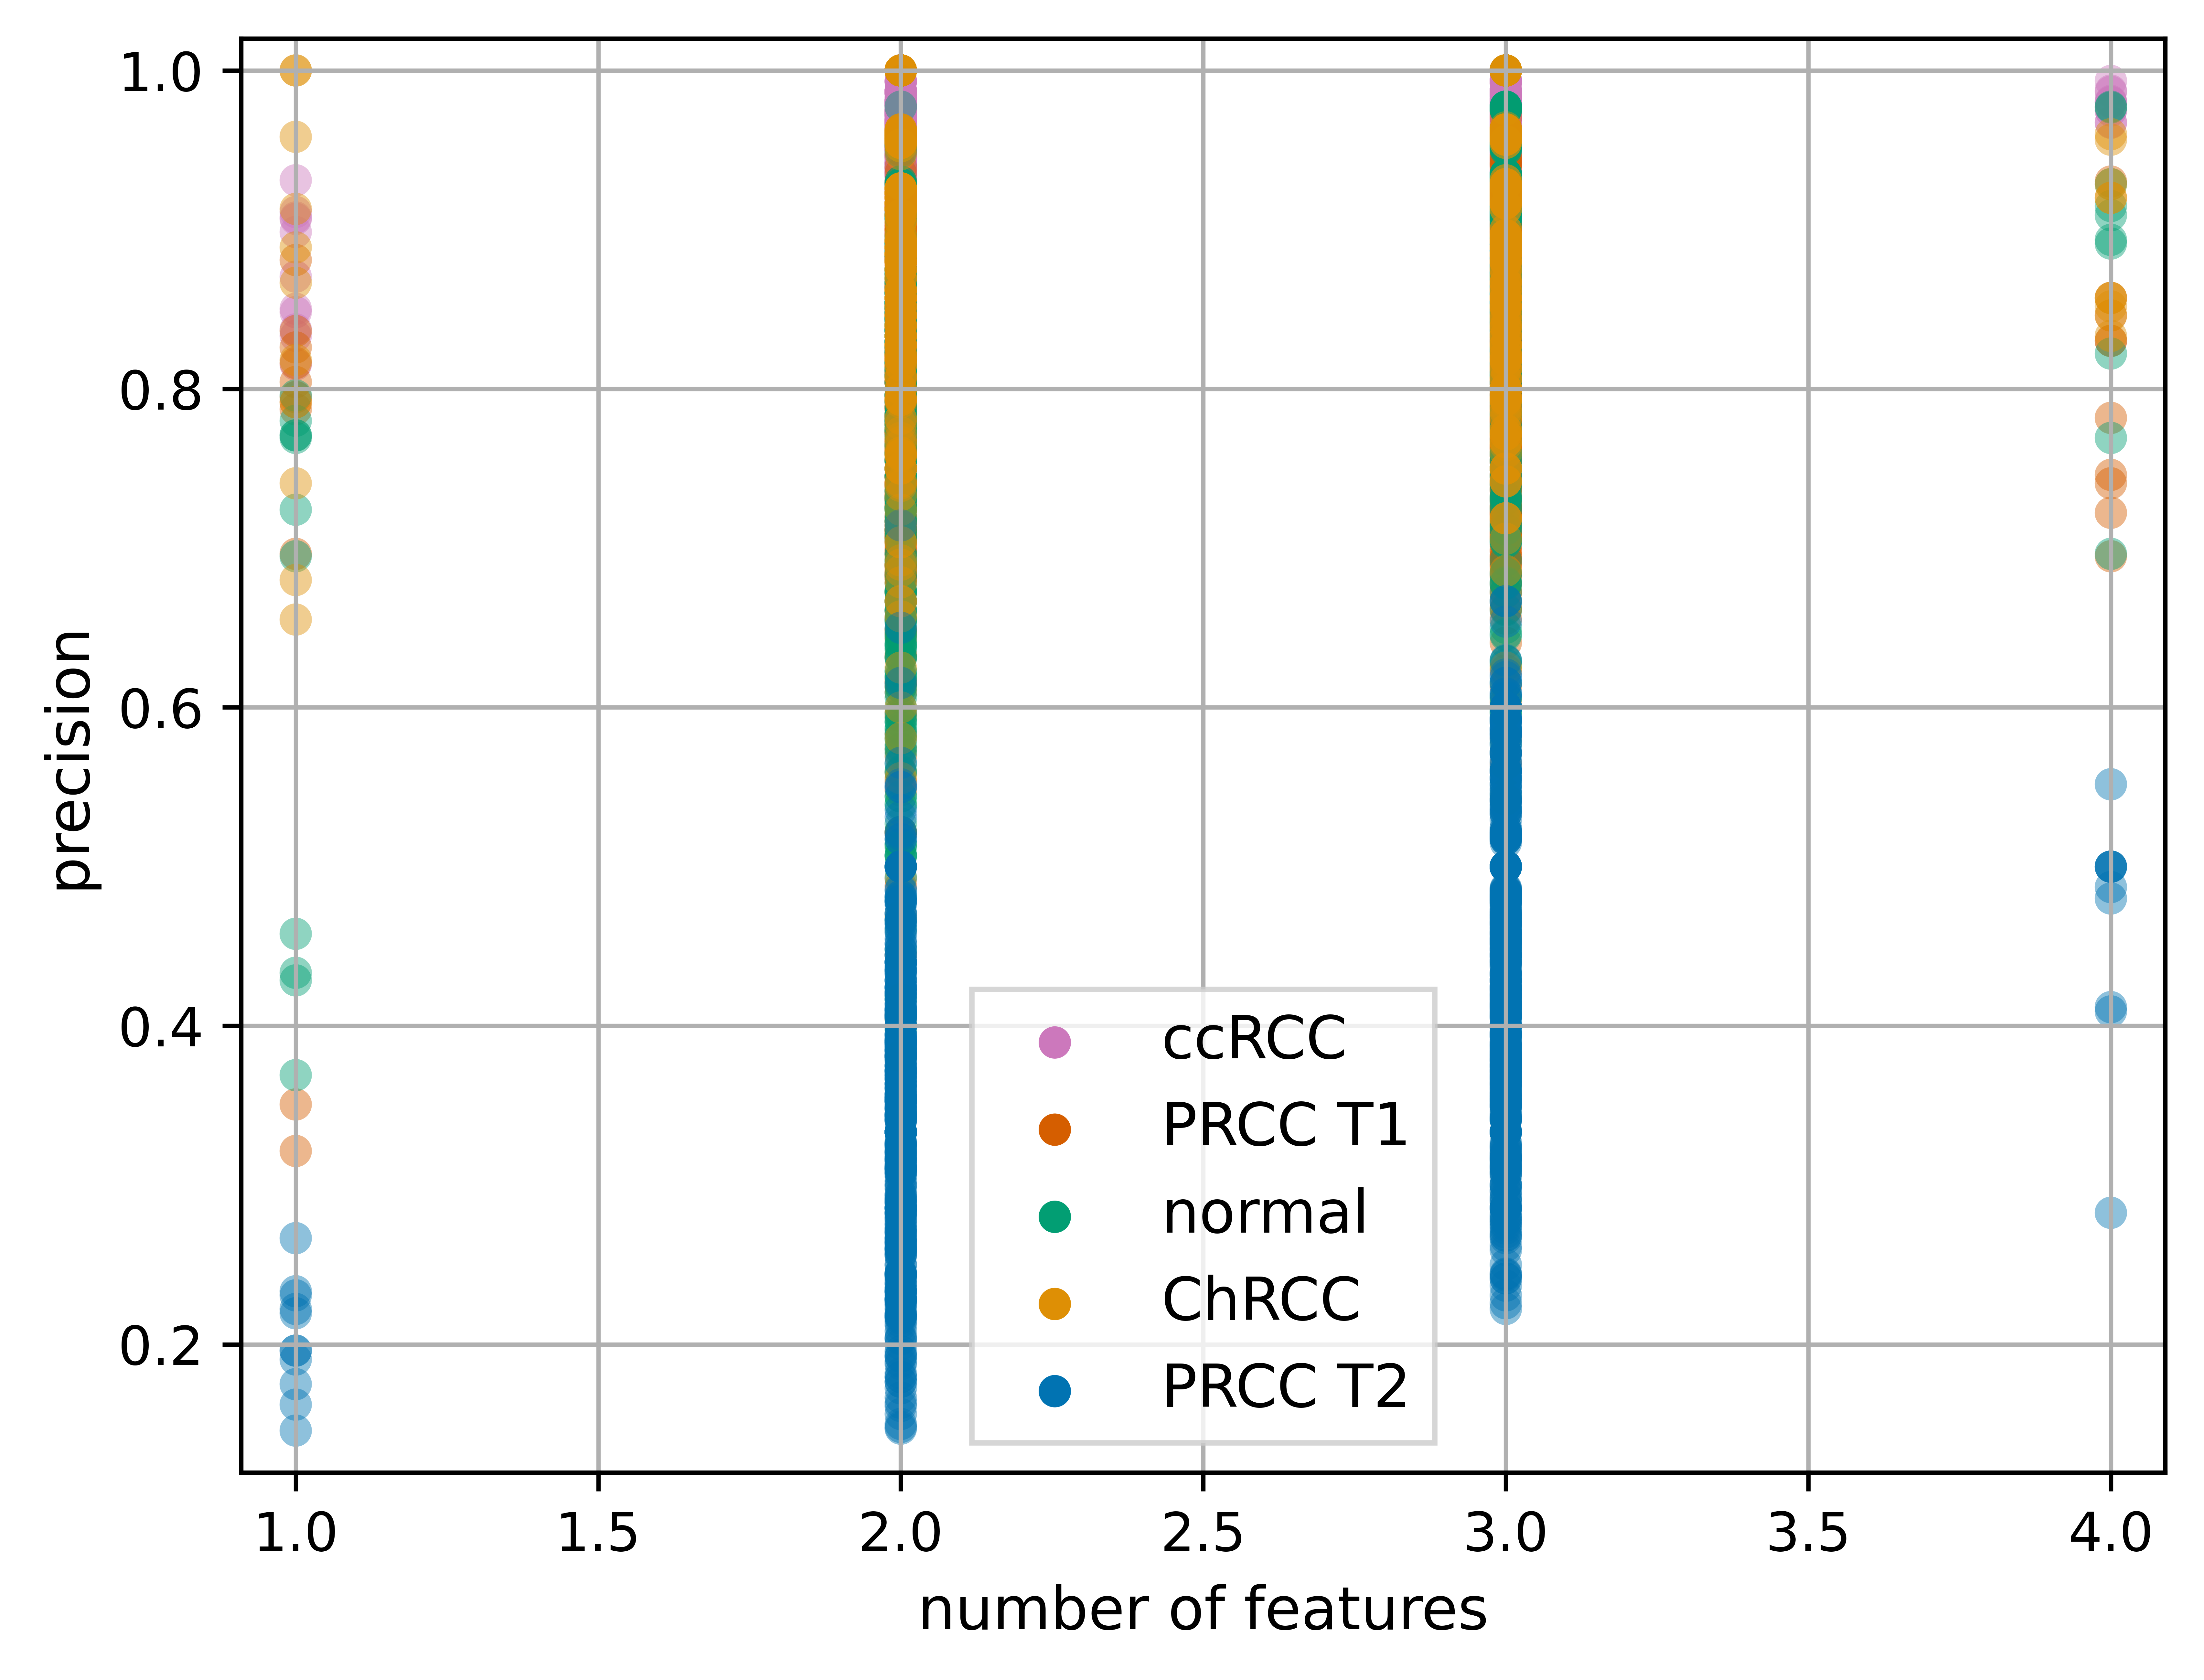 1.0
0.8
0.6
0.4
0.2
precision
ccRCC
PRCC T1
normal
ChRCC
PRCC T2
1.0 1.5 2.0 2.5 3.0 3.5 4.0
number of features